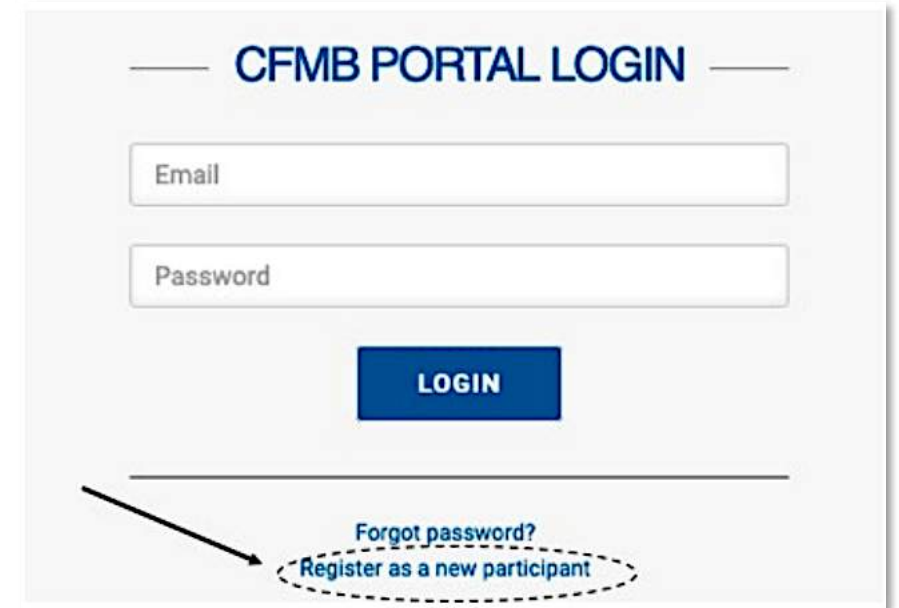 CFMB PORTAL LOGIN
Email
Password
LOGIN
Forgot password?
Register as a new participant